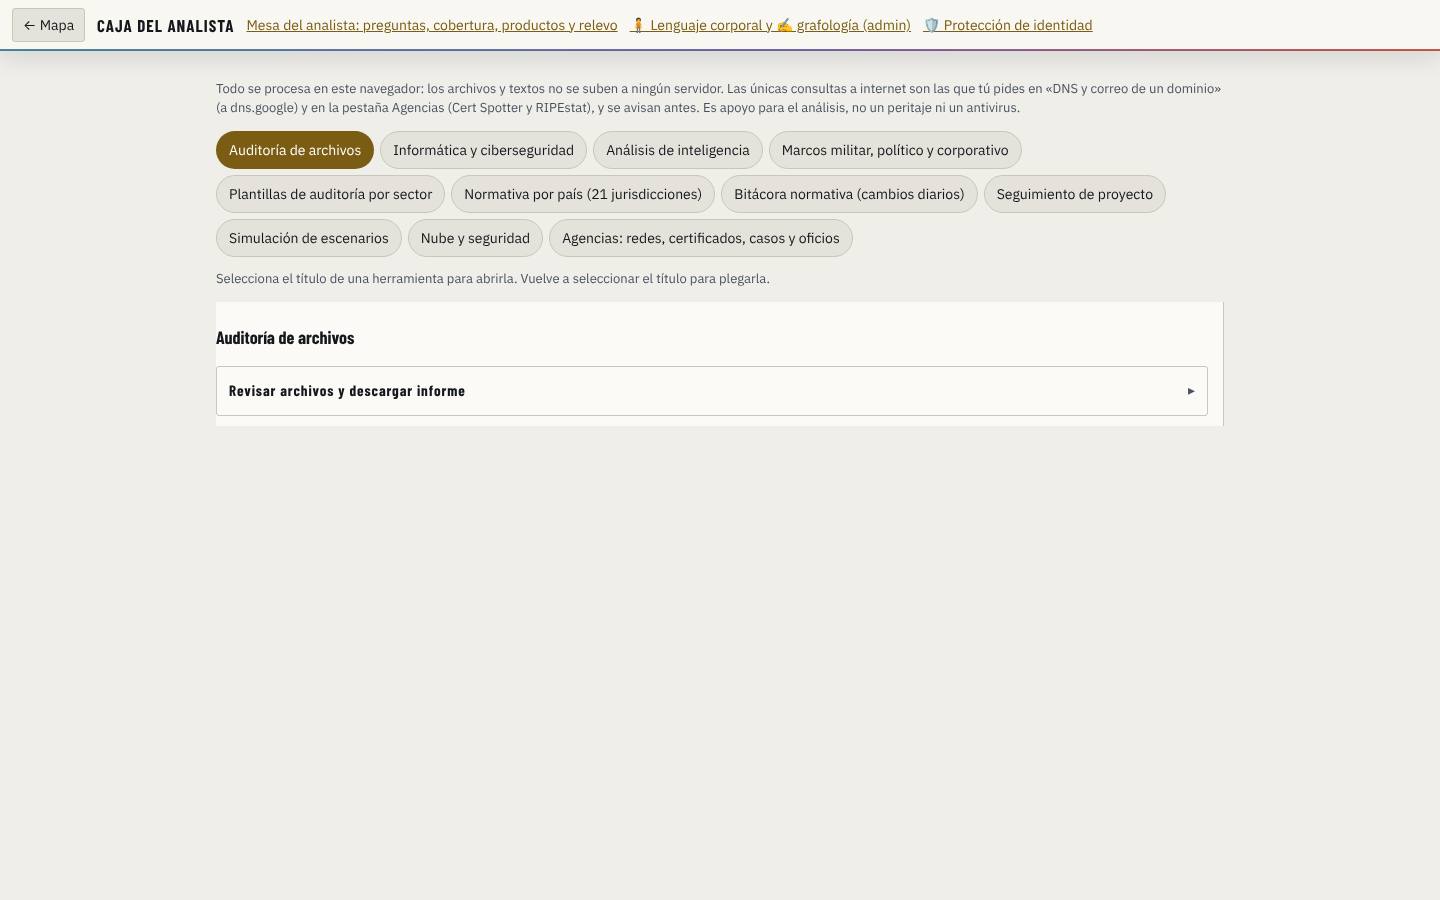 ← Mapa CAJA DEL ANALISTA Mesa del analista: preguntas, cobertura, productos y relevo 🧍 Lenguaje corporal y ✍️ grafología (admin) 🛡️ Protección de identidad
Todo se procesa en este navegador: los archivos y textos no se suben a ningún servidor. Las únicas consultas a internet son las que tú pides en «DNS y correo de un dominio»
(a dns.google) y en la pestaña Agencias (Cert Spotter y RIPEstat), y se avisan antes. Es apoyo para el análisis, no un peritaje ni un antivirus.
Auditoría de archivos Informática y ciberseguridad Análisis de inteligencia Marcos militar, político y corporativo
Plantillas de auditoría por sector Normativa por país (21 jurisdicciones) Bitácora normativa (cambios diarios) Seguimiento de proyecto
Simulación de escenarios Nube y seguridad Agencias: redes, certificados, casos y oficios
Selecciona el título de una herramienta para abrirla. Vuelve a seleccionar el título para plegarla.
Auditoría de archivos
Revisar archivos y descargar informe ▸